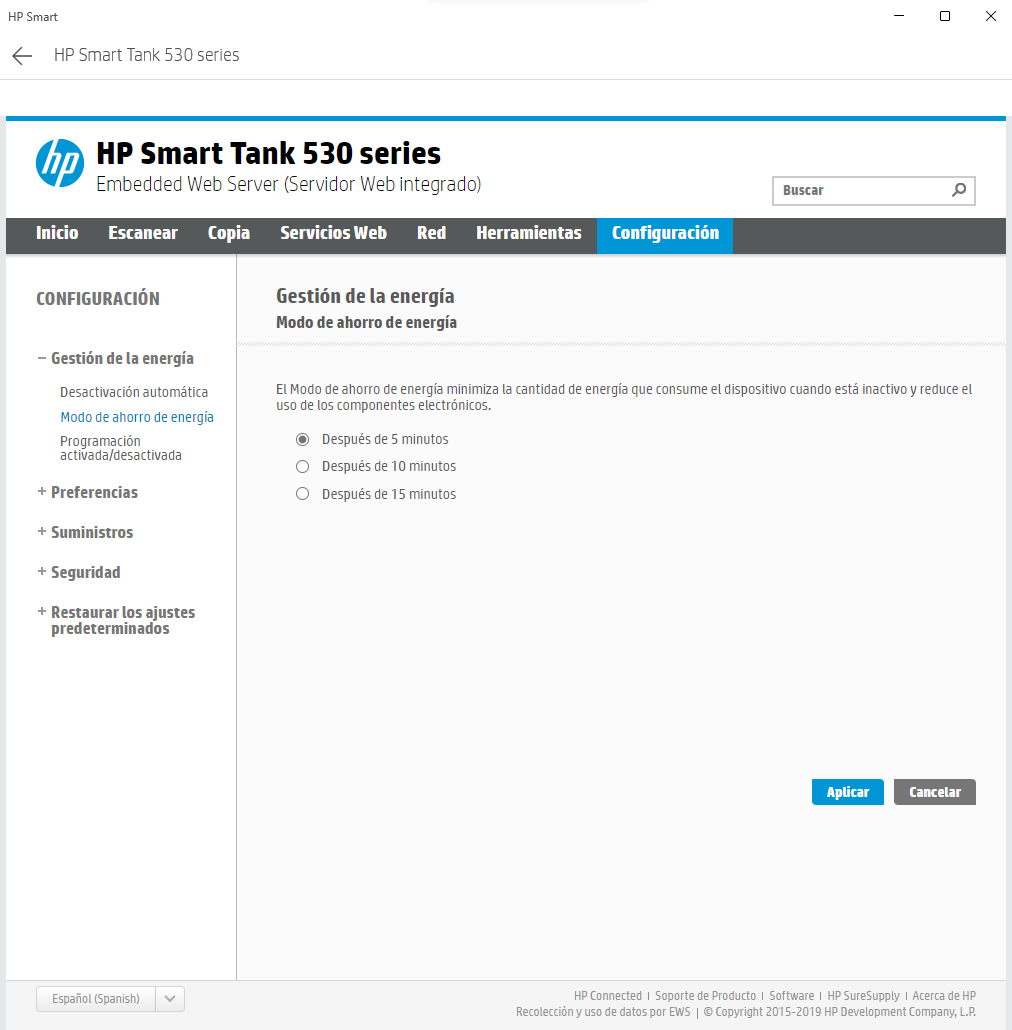 HP Smart
HP Smart Tank 530 series
hp
HP Smart Tank 530 series
Embedded Web Server (Servidor Web integrado)
Buscar
Inicio Escanear Copia Servicios Web Red Herramientas Configuración
CONFIGURACIÓN
− Gestión de la energía
Desactivación automática
Modo de ahorro de energía
Programación
activada/desactivada
+ Preferencias
+ Suministros
+ Seguridad
+ Restaurar los ajustes
predeterminados
Gestión de la energía
Modo de ahorro de energía
El Modo de ahorro de energía minimiza la cantidad de energía que consume el dispositivo cuando está inactivo y reduce el
uso de los componentes electrónicos.
Después de 5 minutos
Después de 10 minutos
Después de 15 minutos
Aplicar Cancelar
Español (Spanish)
HP Connected | Soporte de Producto | Software | HP SureSupply | Acerca de HP
Recolección y uso de datos por EWS | © Copyright 2015-2019 HP Development Company, L.P.